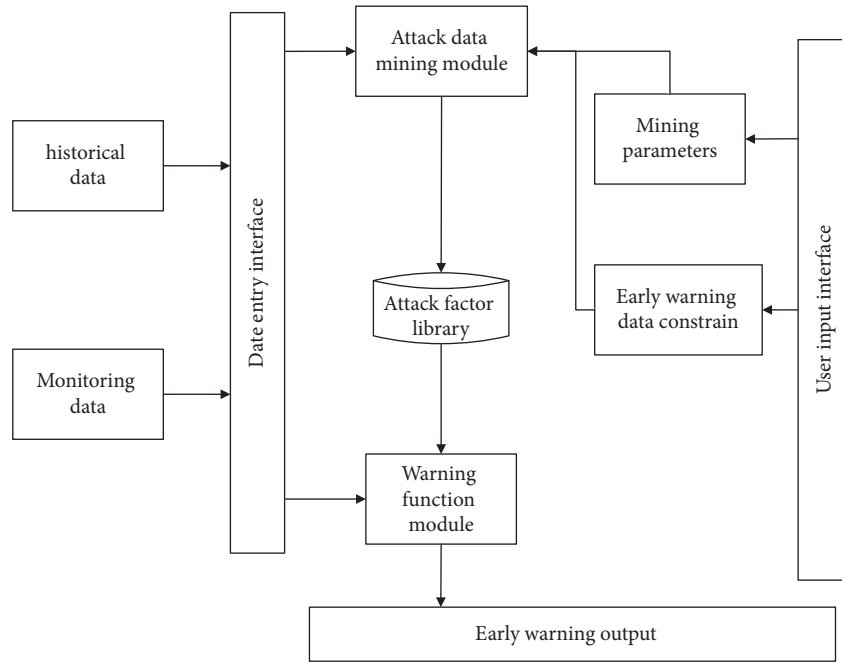 Attack data
mining module
historical
data
Date entry interface
Mining
parameters
User input interface
Attack factor
library
Early warning
data constrain
Monitoring
data
Warning
function
module
Early warning output